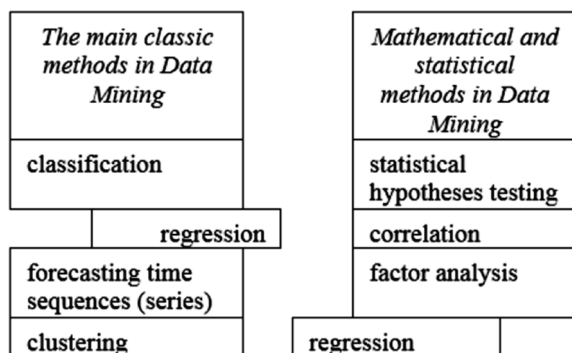 The main classic
methods in Data
Mining
classification
regression
forecasting time
sequences (series)
clustering
Mathematical and
statistical
methods in Data
Mining
statistical
hypotheses testing
correlation
factor analysis
regression